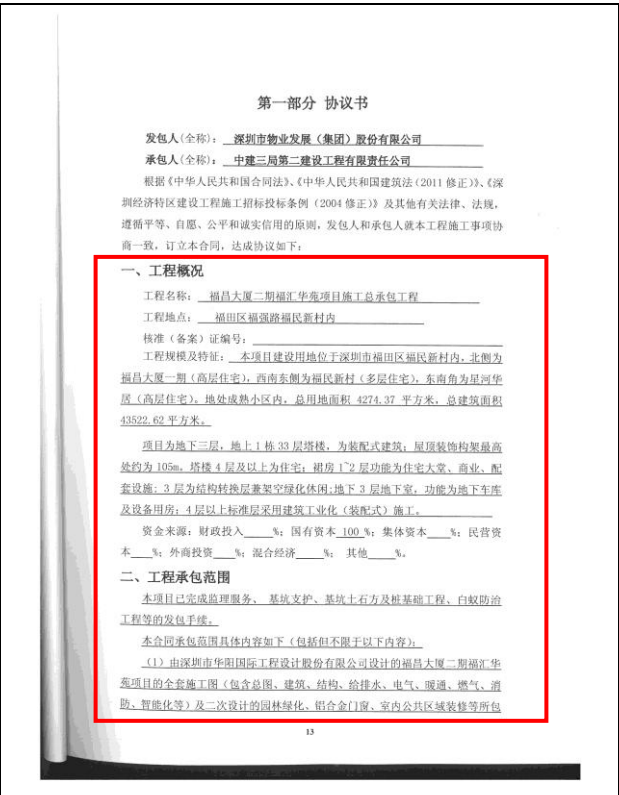 第一部分 协议书
发包人(全称)： 深圳市物业发展（集团）股份有限公司
承包人(全称)： 中建三局第二建设工程有限责任公司
根据《中华人民共和国合同法》、《中华人民共和国建筑法(2011 修正)》、《深
圳经济特区建设工程施工招标投标条例（2004 修正）》及其他有关法律、法规，
遵循平等、自愿、公平和诚实信用的原则，发包人和承包人就本工程施工事项协
商一致，订立本合同，达成协议如下：
一、工程概况
工程名称： 福昌大厦二期福汇华苑项目施工总承包工程
工程地点： 福田区福强路福民新村内
核准（备案）证编号：
工程规模及特征： 本项目建设用地位于深圳市福田区福民新村内，北侧为
福昌大厦一期（高层住宅），西南东侧为福民新村（多层住宅），东南角为星河华
居（高层住宅）。地处成熟小区内，总用地面积 4274.37 平方米，总建筑面积
43522.62 平方米。
项目为地下三层，地上 1 栋 33 层塔楼，为装配式建筑；屋顶装饰构架最高
处约为 105m。塔楼 4 层及以上为住宅；裙房 1~2 层功能为住宅大堂、商业、配
套设施；3 层为结构转换层兼架空绿化休闲；地下 3 层地下室，功能为地下车库
及设备用房；4 层以上标准层采用建筑工业化（装配式）施工。
资金来源：财政投入____%；国有资本 100 %；集体资本____%；民营资
本____%；外商投资____%；混合经济____%； 其他____%。
二、工程承包范围
本项目已完成监理服务、 基坑支护、基坑土石方及桩基础工程、白蚁防治
工程等的发包手续。
本合同承包范围具体内容如下（包括但不限于以下内容）：
（1）由深圳市华阳国际工程设计股份有限公司设计的福昌大厦二期福汇华
苑项目的全套施工图（包含总图、建筑、结构、给排水、电气、暖通、燃气、消
防、智能化等）及二次设计的园林绿化、铝合金门窗、室内公共区域装修等所包
13